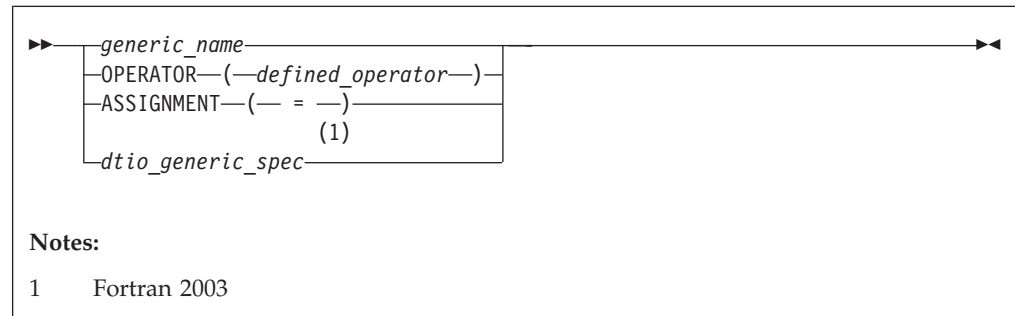 generic_name
OPERATOR ( defined_operator )
ASSIGNMENT ( = )
(1)
dtio_generic_spec
Notes:
1 Fortran 2003